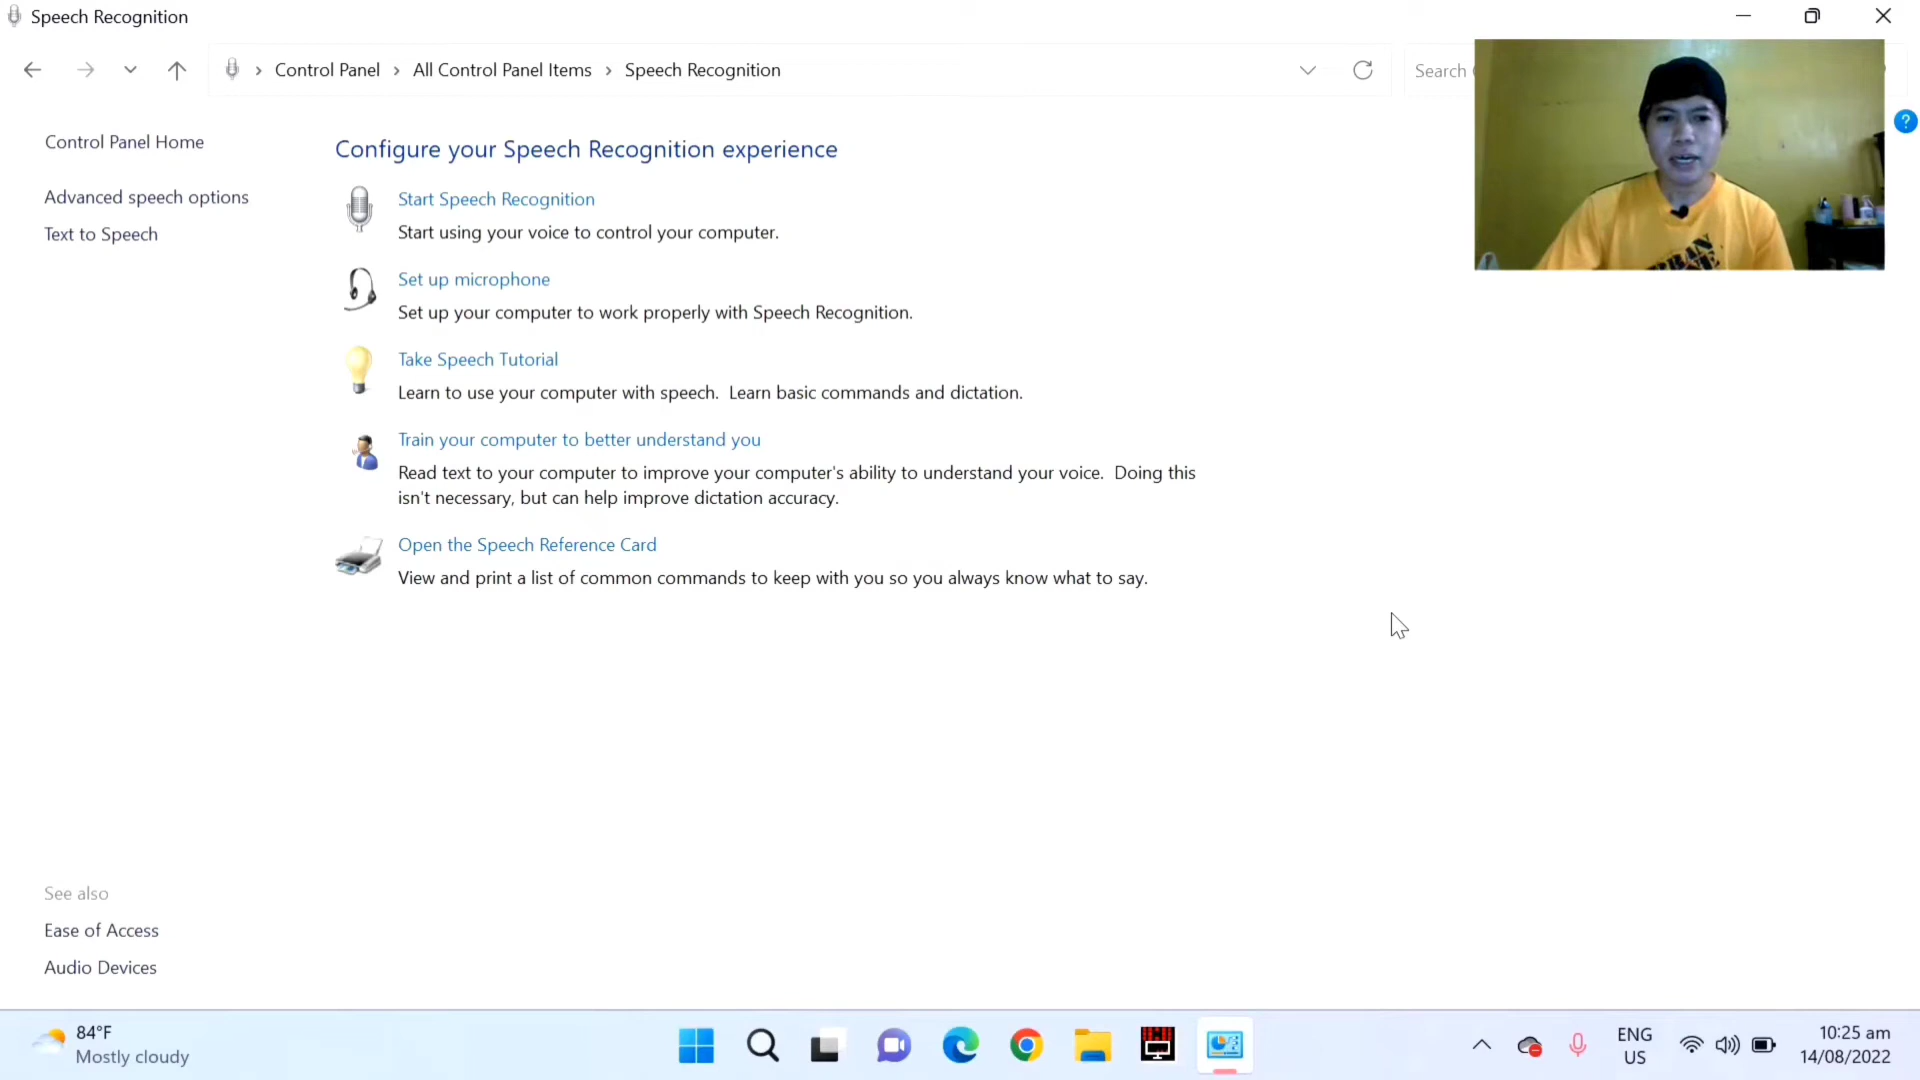 Speech Recognition
Control Panel › All Control Panel Items › Speech Recognition
Search
?
Control Panel Home
Advanced speech options
Text to Speech
Configure your Speech Recognition experience
Start Speech Recognition
Start using your voice to control your computer.
Set up microphone
Set up your computer to work properly with Speech Recognition.
Take Speech Tutorial
Learn to use your computer with speech.  Learn basic commands and dictation.
Train your computer to better understand you
Read text to your computer to improve your computer's ability to understand your voice.  Doing this
isn't necessary, but can help improve dictation accuracy.
Open the Speech Reference Card
View and print a list of common commands to keep with you so you always know what to say.
See also
Ease of Access
Audio Devices
84°F
Mostly cloudy
ENG
US
10:25 am
14/08/2022